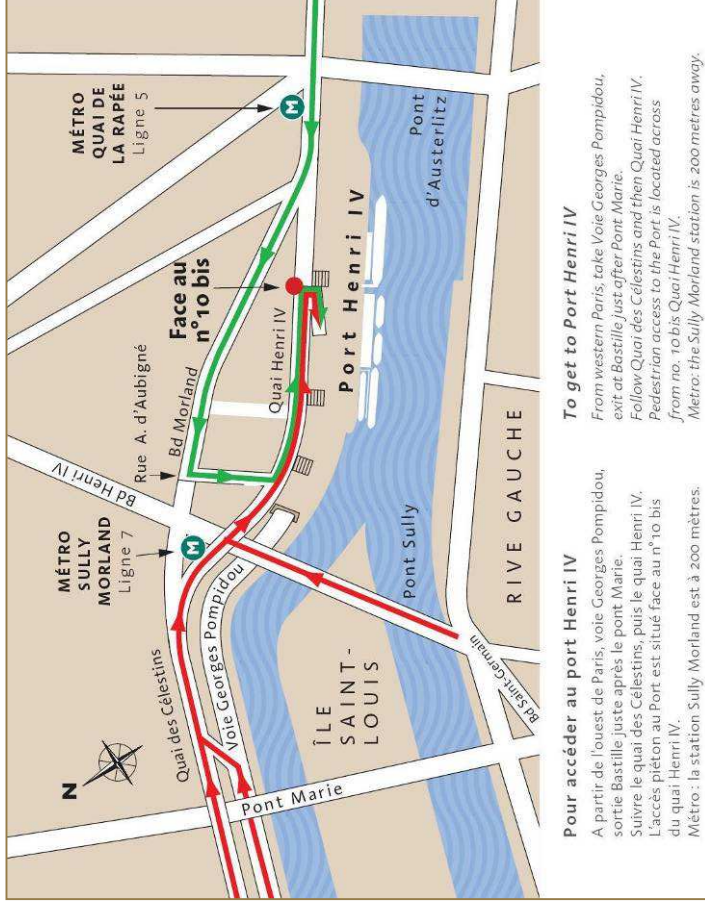 N
MÉTRO
SULLY
MORLAND
Ligne 7
MÉTRO
QUAI DE
LA RAPÉE
Ligne 5
M
M
Rue A. d'Aubigné
Bd Morland
Bd Henri IV
Face au
n°10 bis
Quai Henri IV
Quai des Célestins
Voie Georges Pompidou
Pont Marie
ÎLE
SAINT-
LOUIS
Port Henri IV
Pont Sully
Pont
d'Austerlitz
Bd Saint-Germain
RIVE GAUCHE
Pour accéder au port Henri IV
A partir de l'ouest de Paris, voie Georges Pompidou,
sortie Bastille juste après le pont Marie.
Suivre le quai des Célestins, puis le quai Henri IV.
L'accès piéton au Port est situé face au n°10 bis
du quai Henri IV.
Métro : la station Sully Morland est à 200 mètres.
To get to Port Henri IV
From western Paris, take Voie Georges Pompidou,
exit at Bastille just after Pont Marie.
Follow Quai des Célestins and then Quai Henri IV.
Pedestrian access to the Port is located across
from no. 10 bis Quai Henri IV.
Metro: the Sully Morland station is 200 metres away.